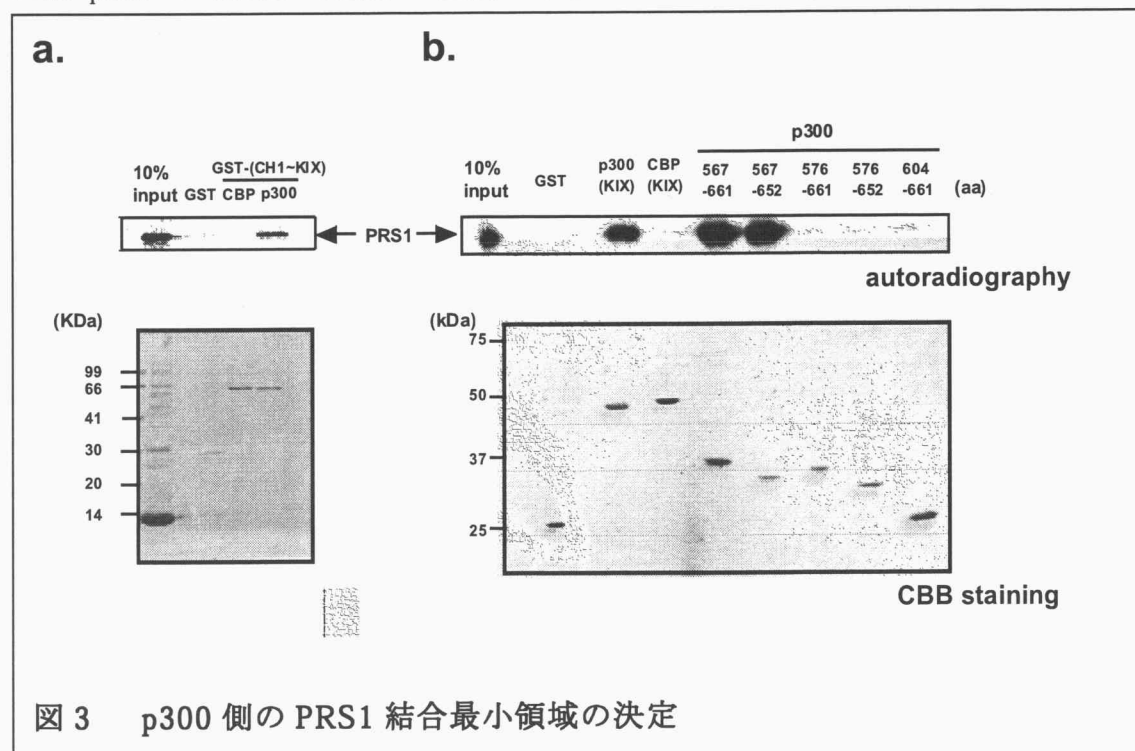 a.
b.
p300
GST-(CH1~KIX)
10%
input
GST
CBP
p300
10%
input
GST
p300
(KIX)
CBP
(KIX)
567
-661
567
-652
576
-661
576
-652
604
-661
(aa)
PRS1
autoradiography
(KDa)
99
66
41
30
20
14
(kDa)
75
50
37
25
CBB staining
図 3 p300 側の PRS1 結合最小領域の決定